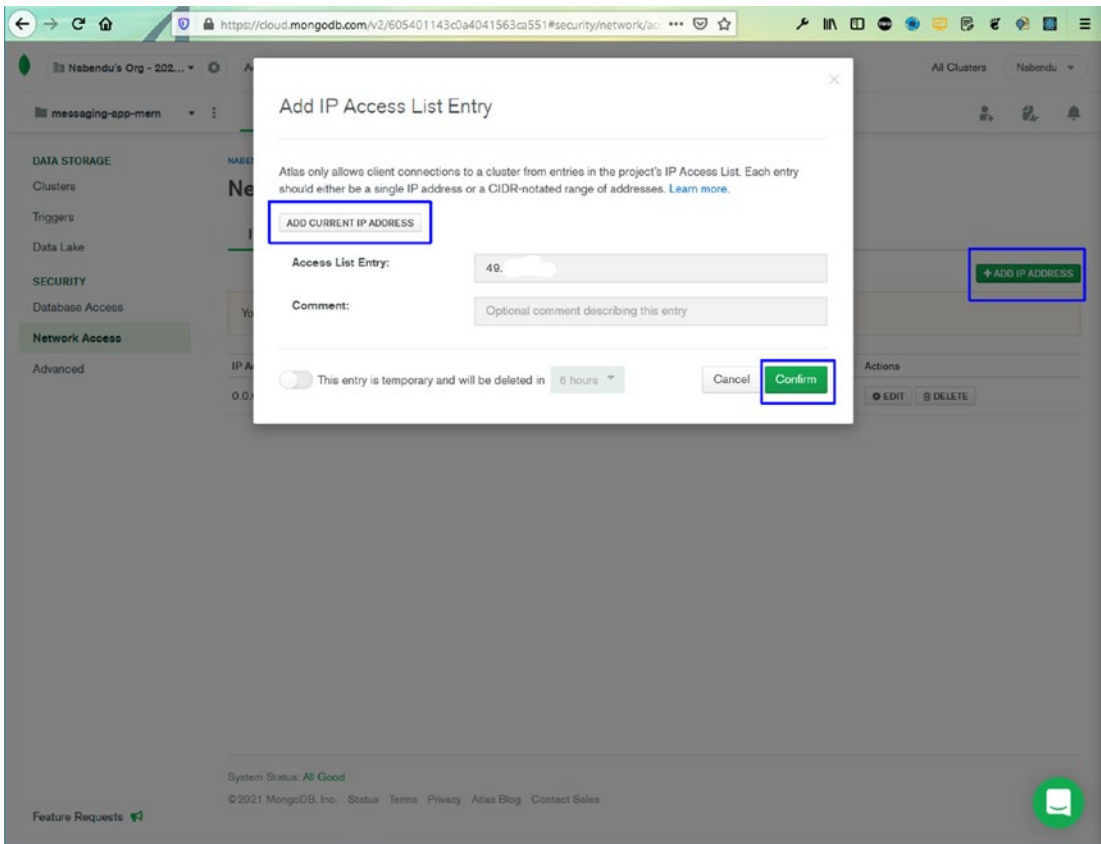 https://cloud.mongodb.com/v2/605401143c0a4041563ca551#security/network/ac
Nabendu's Org - 202...
A
All Clusters
Nabendu
messaging-app-mern
Add IP Access List Entry
DATA STORAGE
Clusters
Triggers
Data Lake
SECURITY
Database Access
Network Access
Advanced
NABE
Ne
I
Atlas only allows client connections to a cluster from entries in the project's IP Access List. Each entry
should either be a single IP address or a CIDR-notated range of addresses. Learn more.
ADD CURRENT IP ADDRESS
Access List Entry:
49.
+ ADD IP ADDRESS
Comment:
Optional comment describing this entry
Yo
IP A
Actions
This entry is temporary and will be deleted in 6 hours
Cancel
Confirm
0.0.
EDIT
DELETE
System Status: All Good
©2021 MongoDB, Inc. Status Terms Privacy Atlas Blog Contact Sales
Feature Requests